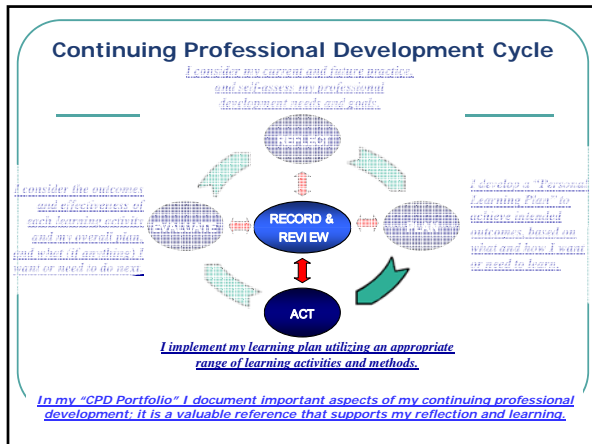 Continuing Professional Development Cycle
I consider my current and future practice,
and self-assess my professional
development needs and goals.
REFLECT
I consider the outcomes
and effectiveness of
each learning activity
and my overall plan,
and what (if anything) I
want or need to do next.
EVALUATE
RECORD &
REVIEW
PLAN
I develop a "Personal
Learning Plan" to
achieve intended
outcomes, based on
what and how I want
or need to learn.
ACT
I implement my learning plan utilizing an appropriate
range of learning activities and methods.
In my "CPD Portfolio" I document important aspects of my continuing professional
development; it is a valuable reference that supports my reflection and learning.